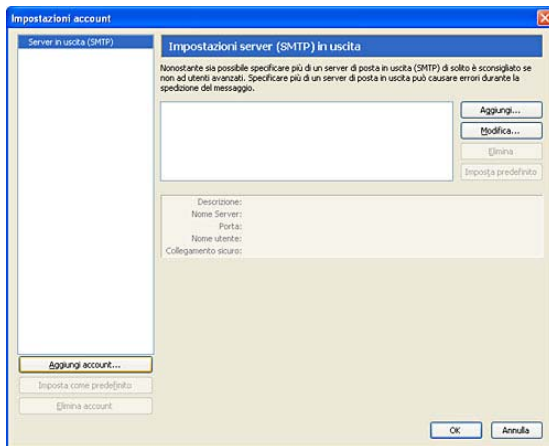 Impostazioni account
Server in uscita (SMTP)
Impostazioni server (SMTP) in uscita
Nonostante sia possibile specificare più di un server di posta in uscita (SMTP) di solito è sconsigliato se
non ad utenti avanzati. Specificare più di un server di posta in uscita può causare errori durante la
spedizione del messaggio.
Aggiungi...
Modifica...
Elimina
Imposta predefinito
Descrizione:
Nome Server:
Porta:
Nome utente:
Collegamento sicuro:
Aggiungi account...
Imposta come predefinito
Elimina account
OK
Annulla